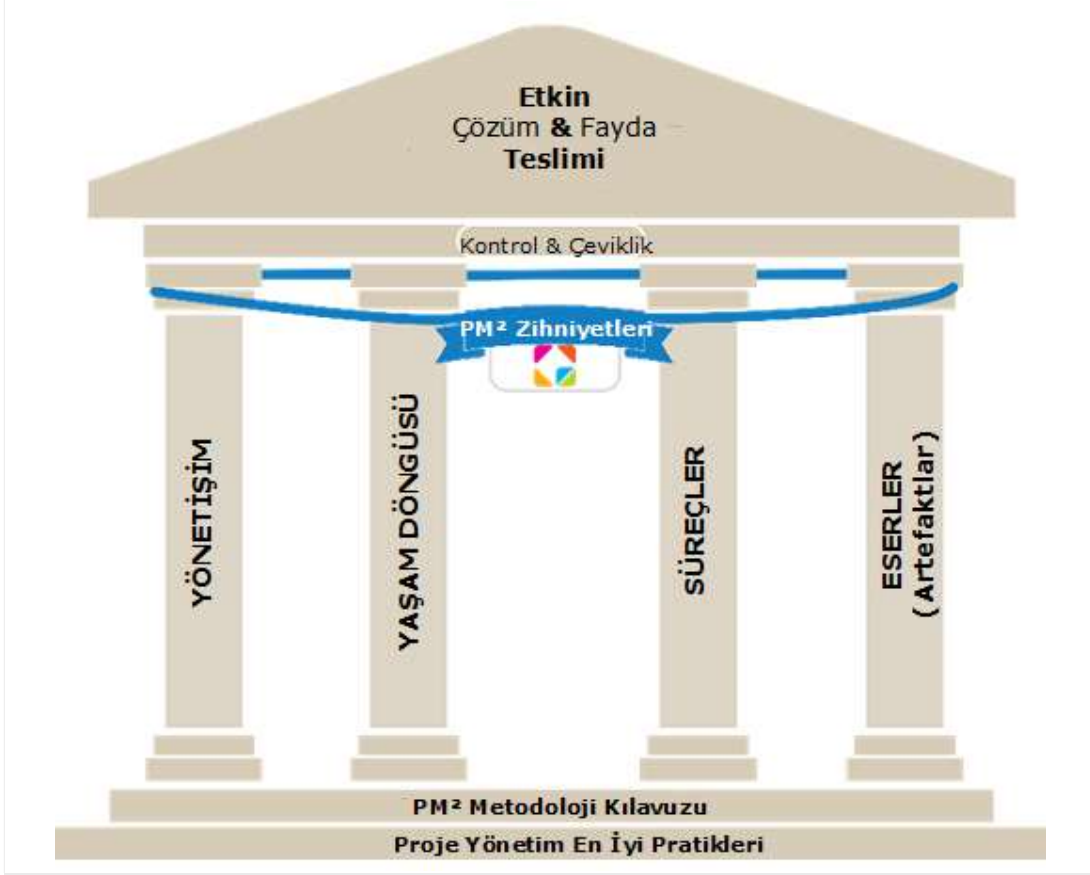 Etkin
Çözüm & Fayda
Teslimi
Kontrol & Çeviklik
PM² Zihniyetleri
YÖNETİŞİM
YAŞAM DÖNGÜSÜ
SÜREÇLER
ESERLER
(Artefaktlar)
PM² Metodoloji Kılavuzu
Proje Yönetim En İyi Pratikleri